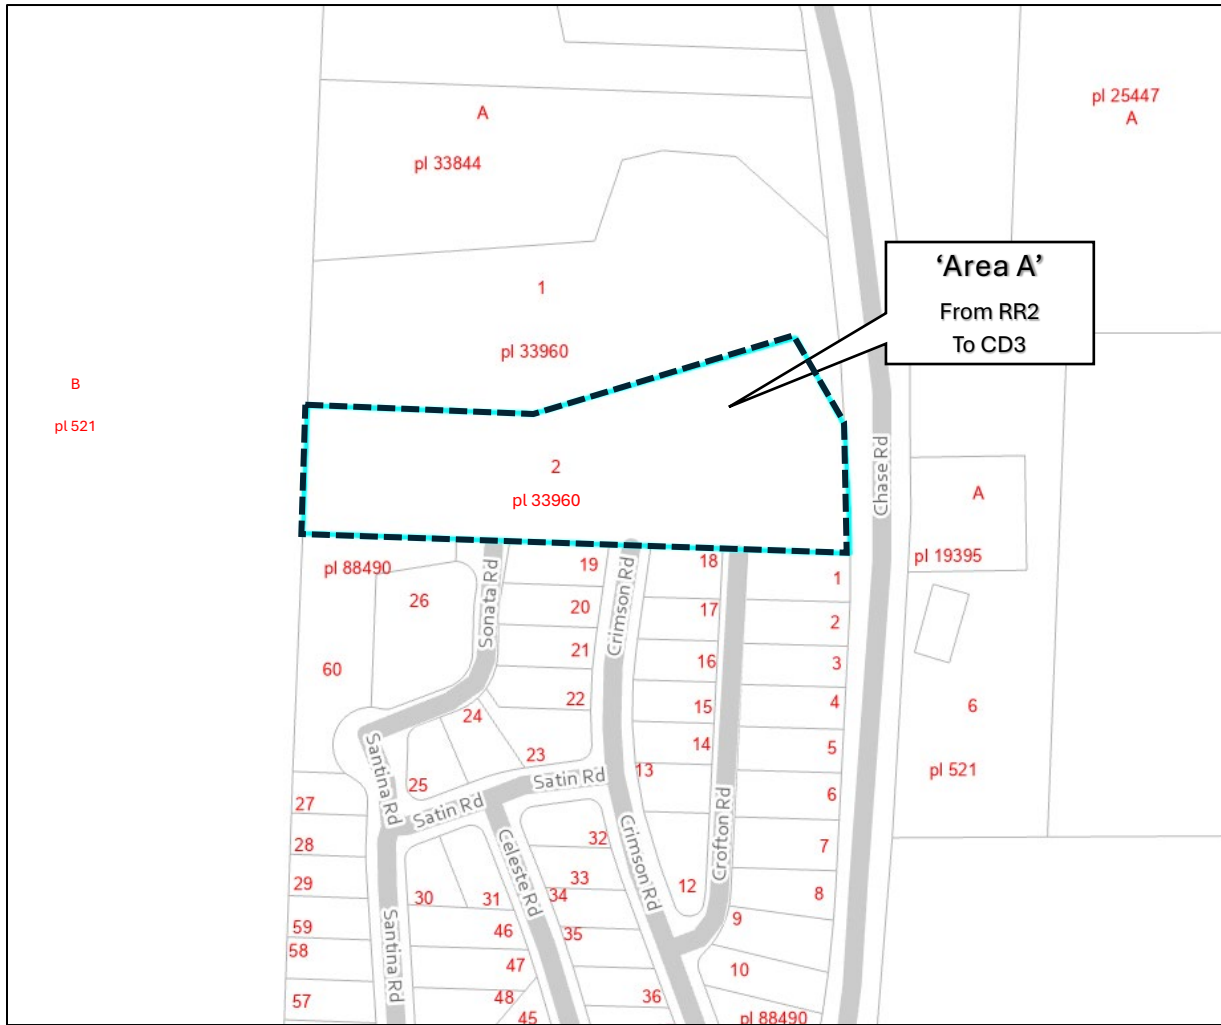 pl 25447
A
A
pl 33844
'Area A'
From RR2
To CD3
1
pl 33960
B
pl 521
2
pl 33960
Chase Rd
A
pl 19395
pl 88490
Sonata Rd
19
Crimson Rd
18
1
26
20
17
2
21
16
3
60
22
15
4
6
24
14
5
23
13
pl 521
Santina Rd
25
Satin Rd
Satin Rd
6
27
Crofton Rd
28
Celeste Rd
32
Crimson Rd
7
29
33
12
8
30
31
34
9
59
Santina Rd
46
35
58
47
10
57
48
36
45
pl 88490